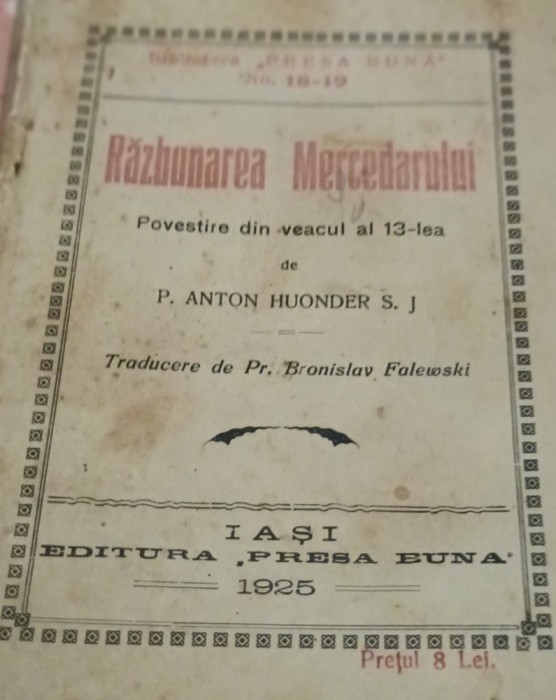 Biblioteca „PRESA BUNĂ"
No. 18-19
Răzbunarea Mercedarului
Povestire din veacul al 13-lea
de
P. ANTON HUONDER S. J
Traducere de Pr. Bronislav Falewski
IAȘI
EDITURA „PRESA BUNA"
1925
Prețul 8 Lei.